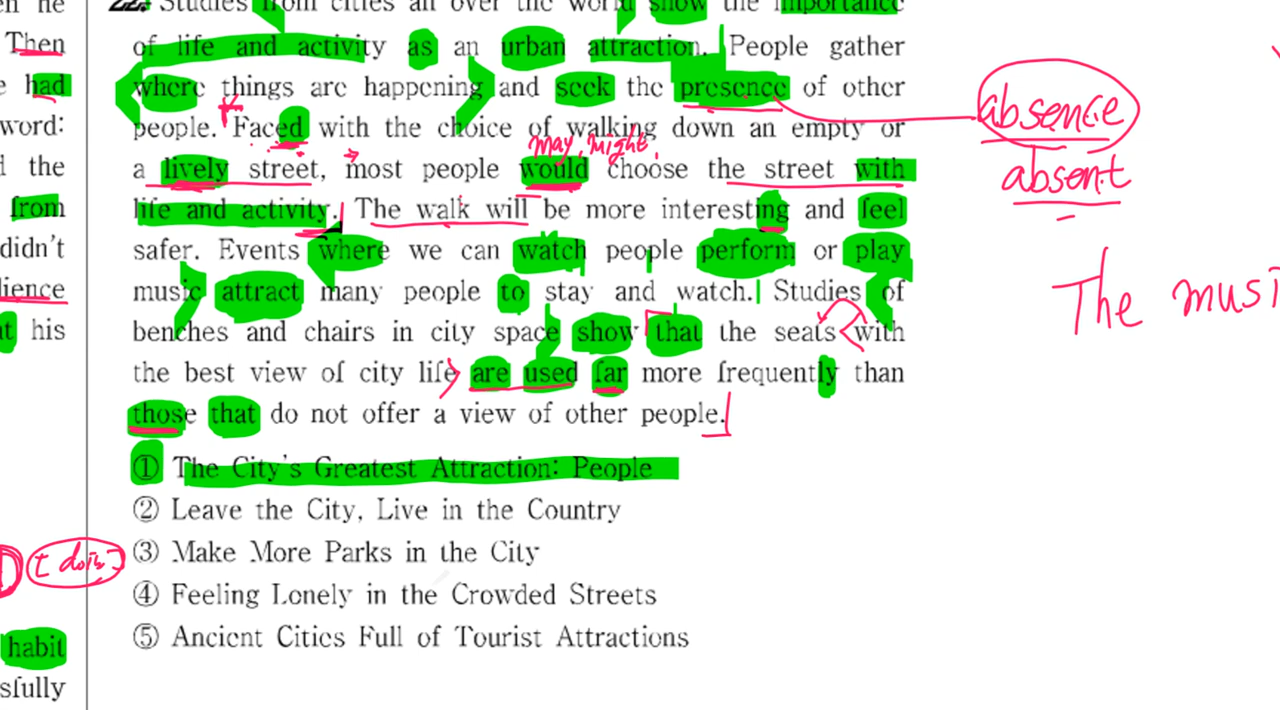 22. Studies from cities all over the world show the importance
of life and activity as an urban attraction. People gather
where things are happening and seek the presence of other
people. Faced with the choice of walking down an empty or
may, might
a lively street, most people would choose the street with
life and activity. The walk will be more interesting and feel
safer. Events where we can watch people perform or play
music attract many people to stay and watch. Studies of
benches and chairs in city space show that the seats with
the best view of city life are used far more frequently than
those that do not offer a view of other people.
① The City's Greatest Attraction: People
② Leave the City, Live in the Country
③ Make More Parks in the City
④ Feeling Lonely in the Crowded Streets
⑤ Ancient Cities Full of Tourist Attractions
absence
absent
The musi
he
Then
had
word:
the
from
didn't
dience
his
habit
sfully